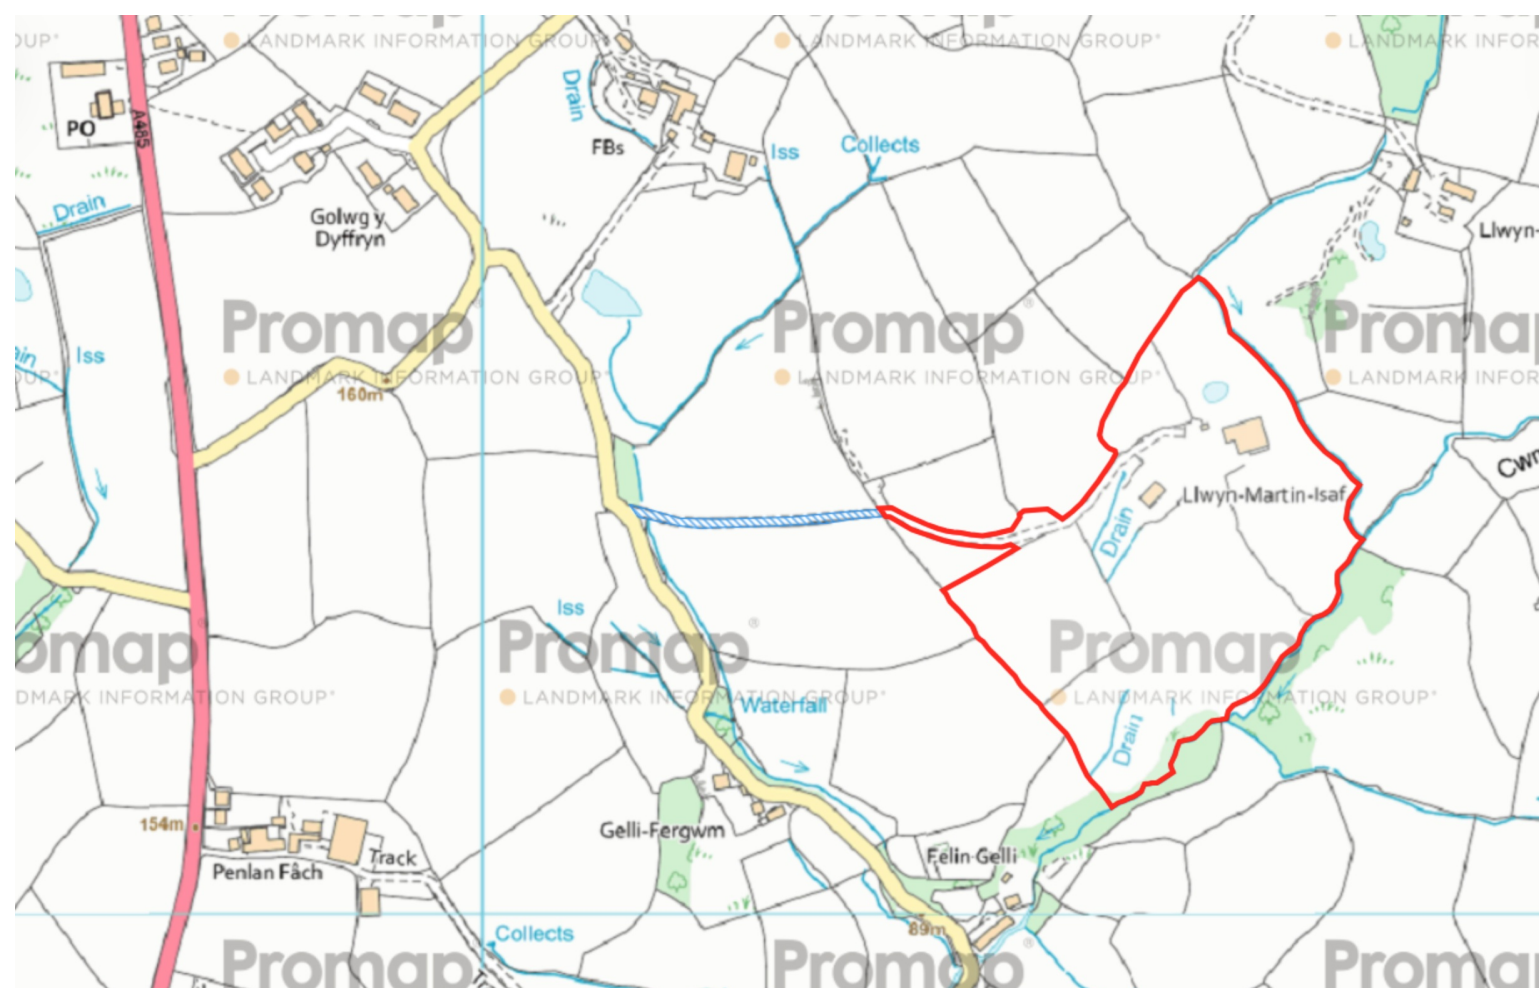 Promap
LANDMARK INFORMATION GROUP®
LANDMARK INFORMATION GROUP®
LANDMARK INFOR
PO
A485
Drain
FBs
Iss
Collects
Drain
Golwg y
Dyffryn
Llwyn-
Promap®
Promap®
Promap
Iss
ain
LANDMARK INFORMATION GROUP®
LANDMARK INFORMATION GROUP®
LANDMARK INFOR
160m
Cwm
Llwyn-Martin-Isaf
Drain
Iss
omap®
Promap®
Promap®
DMARK INFORMATION GROUP®
LANDMARK INFORMATION GROUP®
LANDMARK INFORMATION GROUP®
Waterfall
Drain
154m
Gelli-Fergwm
Felin Gelli
Track
Penlan Fâch
89m
Collects
Promap
Promap®
Promap